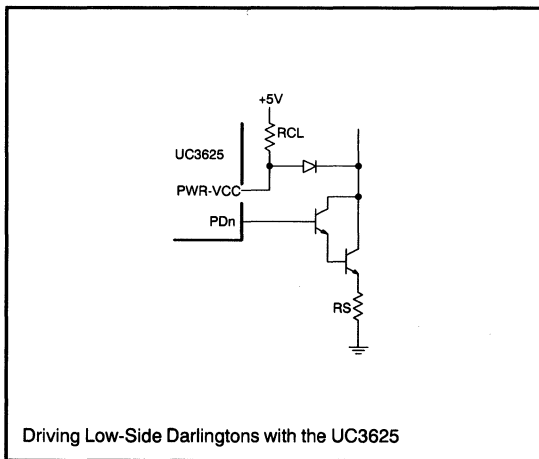 +5V
RCL
UC3625
PWR-VCC
PDn
RS
Driving Low-Side Darlingtons with the UC3625